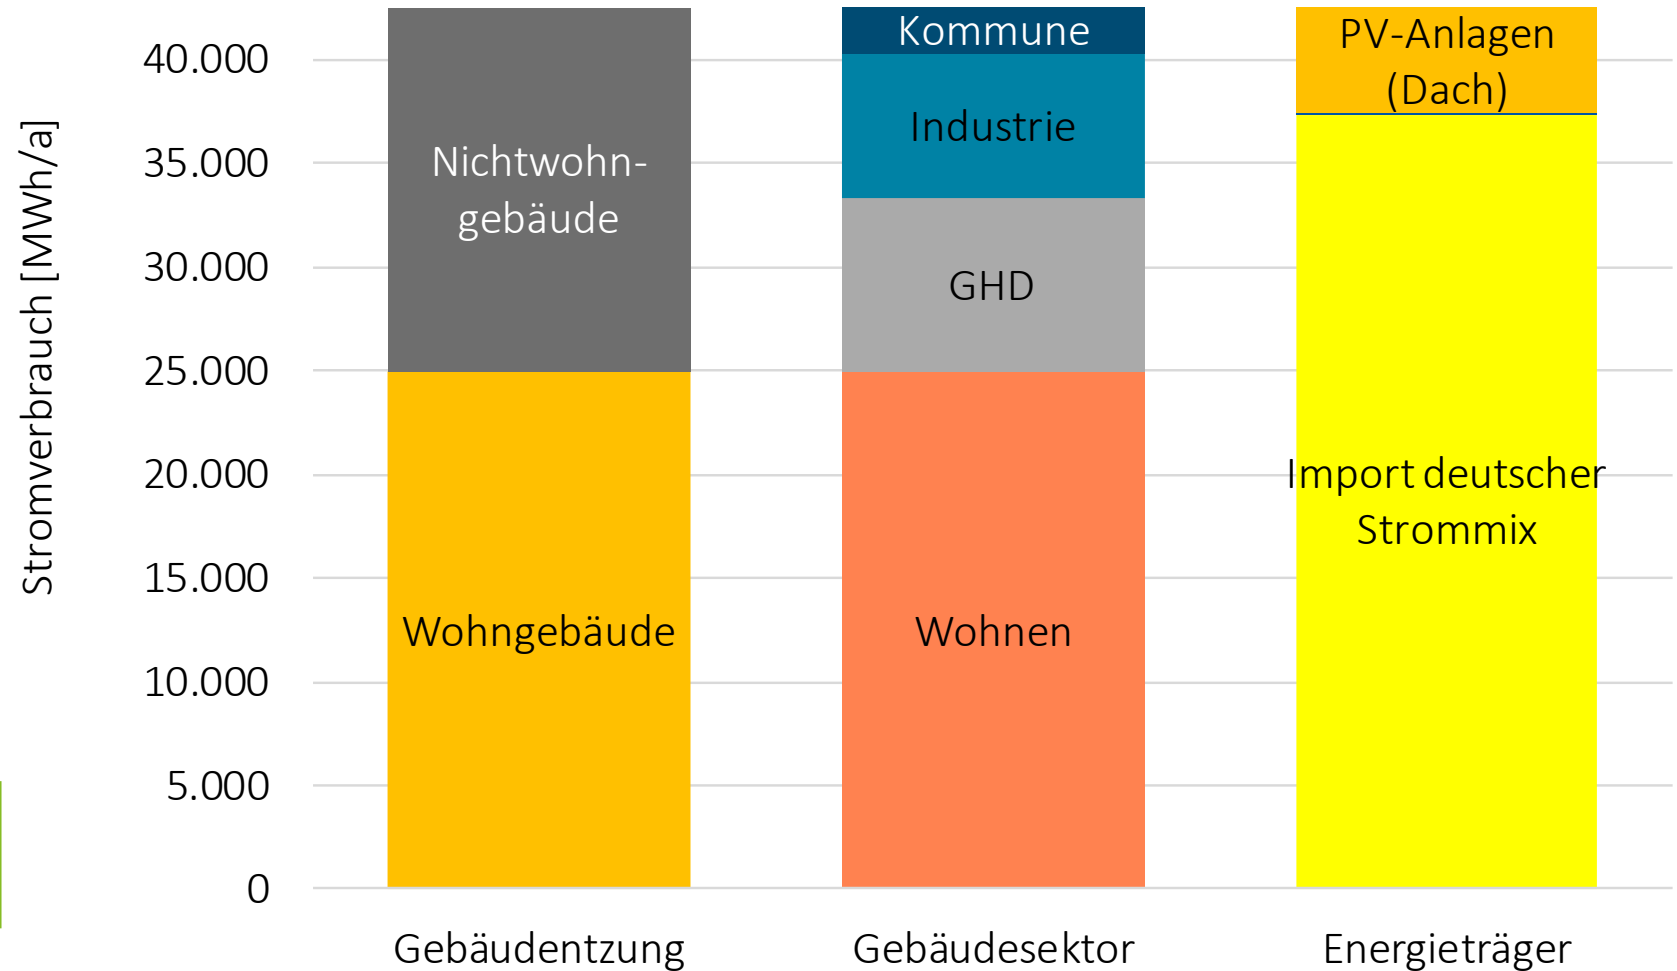 Stromverbrauch [MWh/a]
40.000
35.000
30.000
25.000
20.000
15.000
10.000
5.000
0
Nichtwohn-
gebäude
Wohngebäude
Kommune
Industrie
GHD
Wohnen
PV-Anlagen
(Dach)
Import deutscher
Strommix
Gebäudentzung
Gebäudesektor
Energieträger